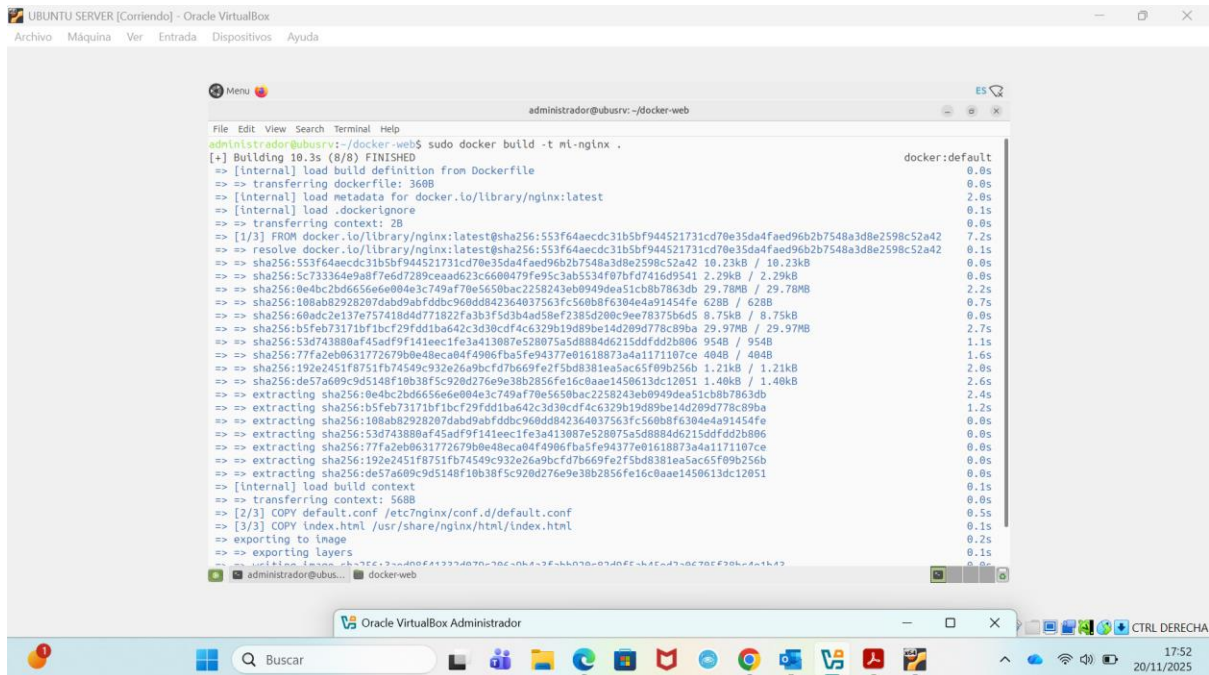 UBUNTU SERVER [Corriendo] - Oracle VirtualBox
Archivo Máquina Ver Entrada Dispositivos Ayuda
Menu ES
administrador@ubusrv: ~/docker-web
File Edit View Search Terminal Help
administrador@ubusrv:~/docker-web$ sudo docker build -t mi-nginx .
[+] Building 10.3s (8/8) FINISHED docker:default
=> [internal] load build definition from Dockerfile 0.0s
=> => transferring dockerfile: 360B 0.0s
=> [internal] load metadata for docker.io/library/nginx:latest 2.0s
=> [internal] load .dockerignore 0.1s
=> => transferring context: 2B 0.0s
=> [1/3] FROM docker.io/library/nginx:latest@sha256:553f64aecdc31b5bf944521731cd70e35da4faed96b2b7548a3d8e2598c52a42 7.2s
=> => resolve docker.io/library/nginx:latest@sha256:553f64aecdc31b5bf944521731cd70e35da4faed96b2b7548a3d8e2598c52a42 0.1s
=> => sha256:553f64aecdc31b5bf944521731cd70e35da4faed96b2b7548a3d8e2598c52a42 10.23kB / 10.23kB 0.0s
=> => sha256:5c733364e9a8f7e6d7289ceaad623c6600479fe95c3ab5534f07bfd7416d9541 2.29kB / 2.29kB 0.0s
=> => sha256:0e4bc2bd6656e6e004e3c749af70e5650bac2258243eb0949dea51cb8b7863db 29.78MB / 29.78MB 2.2s
=> => sha256:108ab82928207dabd9abfddbc960dd842364037563fc560b8f6304e4a91454fe 628B / 628B 0.7s
=> => sha256:60adc2e137e757418d4d771822fa3b3f5d3b4ad58ef2385d200c9ee78375b6d5 8.75kB / 8.75kB 0.0s
=> => sha256:b5feb73171bf1bcf29fdd1ba642c3d30cdf4c6329b19d89be14d209d778c89ba 29.97MB / 29.97MB 2.7s
=> => sha256:53d743880af45adf9f141eec1fe3a413087e528075a5d8884d6215ddfdd2b806 954B / 954B 1.1s
=> => sha256:77fa2eb0631772679b0e48eca04f4906fba5fe94377e01618873a4a1171107ce 404B / 404B 1.6s
=> => sha256:192e2451f8751fb74549c932e26a9bcfd7b669fe2f5bd8381ea5ac65f09b256b 1.21kB / 1.21kB 2.0s
=> => sha256:de57a609c9d5148f10b38f5c920d276e9e38b2856fe16c0aae1450613dc12051 1.40kB / 1.40kB 2.6s
=> => extracting sha256:0e4bc2bd6656e6e004e3c749af70e5650bac2258243eb0949dea51cb8b7863db 2.4s
=> => extracting sha256:b5feb73171bf1bcf29fdd1ba642c3d30cdf4c6329b19d89be14d209d778c89ba 1.2s
=> => extracting sha256:108ab82928207dabd9abfddbc960dd842364037563fc560b8f6304e4a91454fe 0.0s
=> => extracting sha256:53d743880af45adf9f141eec1fe3a413087e528075a5d8884d6215ddfdd2b806 0.0s
=> => extracting sha256:77fa2eb0631772679b0e48eca04f4906fba5fe94377e01618873a4a1171107ce 0.0s
=> => extracting sha256:192e2451f8751fb74549c932e26a9bcfd7b669fe2f5bd8381ea5ac65f09b256b 0.0s
=> => extracting sha256:de57a609c9d5148f10b38f5c920d276e9e38b2856fe16c0aae1450613dc12051 0.0s
=> [internal] load build context 0.1s
=> => transferring context: 568B 0.0s
=> [2/3] COPY default.conf /etc7nginx/conf.d/default.conf 0.5s
=> [3/3] COPY index.html /usr/share/nginx/html/index.html 0.1s
=> exporting to image 0.2s
=> => exporting layers 0.1s
administrador@ubus... docker-web
Oracle VirtualBox Administrador
CTRL DERECHA
1 Buscar 17:52
20/11/2025